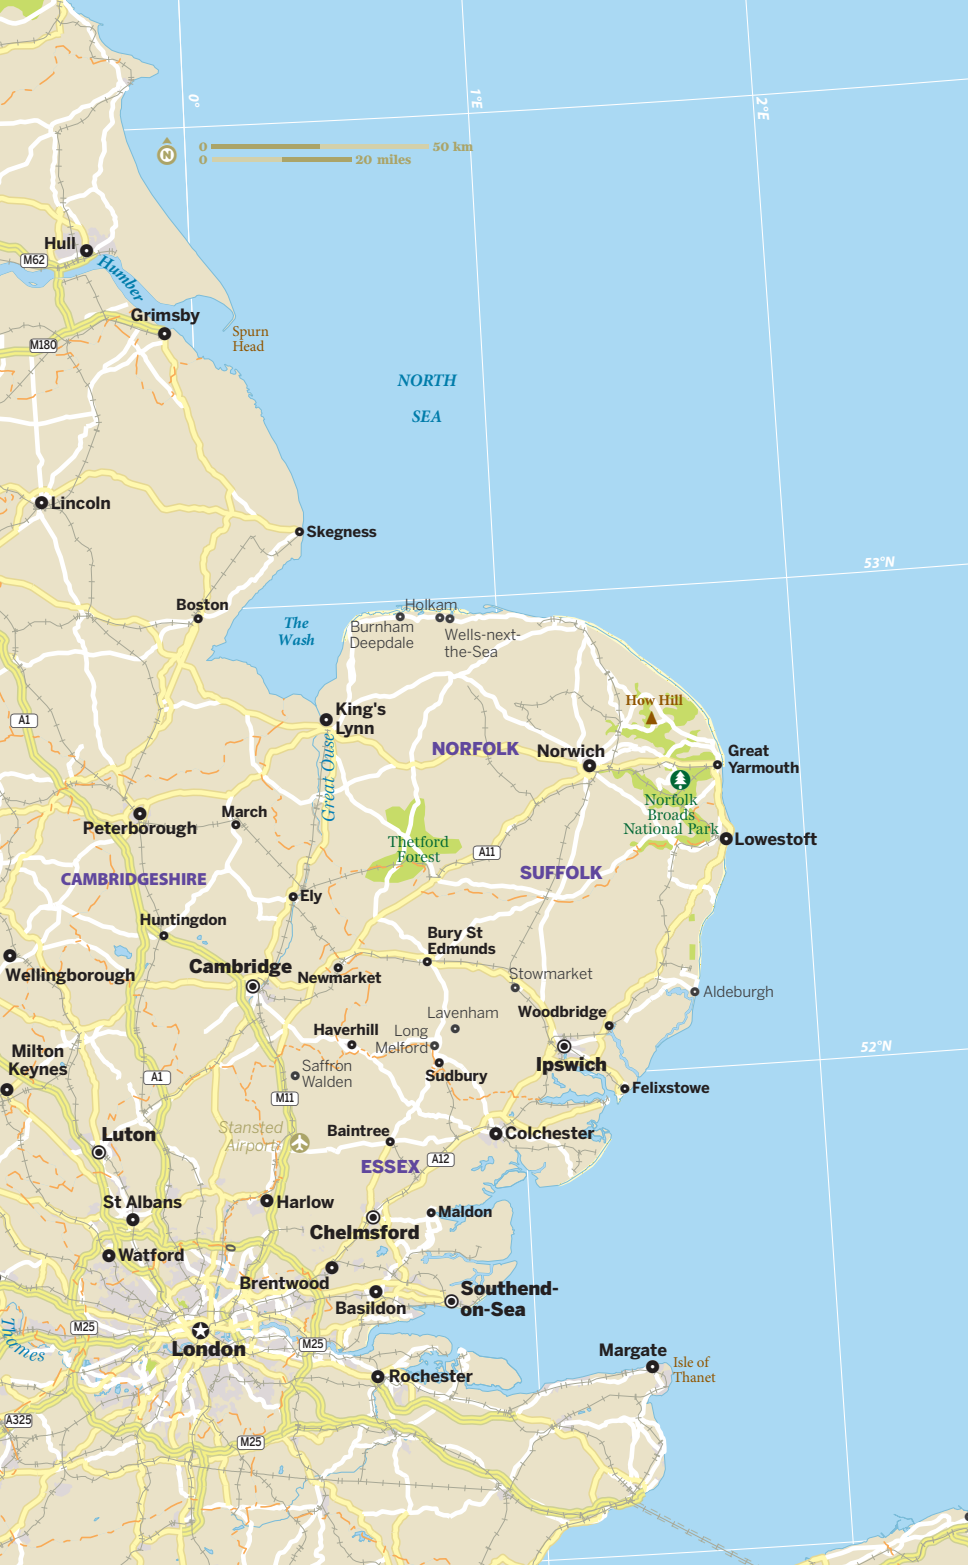 0°
1°E
2°E
N
0
50 km
0
20 miles
Hull
M62
Humber
Grimsby
Spurn
Head
M180
NORTH
SEA
Lincoln
Skegness
53°N
Boston
The
Wash
Holkam
Burnham
Deepdale
Wells-next-
the-Sea
King's
Lynn
How Hill
A1
NORFOLK
Norwich
Great
Yarmouth
Great Ouse
Norfolk
Broads
National Park
Peterborough
March
Thetford
Forest
Lowestoft
A11
CAMBRIDGESHIRE
SUFFOLK
Ely
Huntingdon
Bury St
Edmunds
Wellingborough
Cambridge
Newmarket
Stowmarket
Aldeburgh
Lavenham
Woodbridge
Haverhill
Long
Melford
Milton
Keynes
52°N
Ipswich
Saffron
Walden
Sudbury
A1
Felixstowe
M11
Luton
Stansted
Airport
Baintree
Colchester
ESSEX
A12
St Albans
Harlow
Maldon
Chelmsford
Watford
0
Brentwood
Southend-
on-Sea
Basildon
Thames
M25
London
M25
Margate
Isle of
Thanet
Rochester
A325
M25